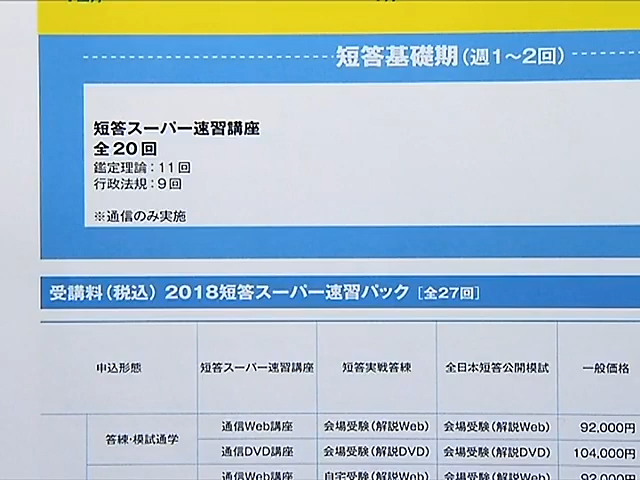 短答基礎期(週1～2回)
短答スーパー速習講座
全20回
鑑定理論：11回
行政法規：9回
※通信のみ実施
受講料(税込) 2018短答スーパー速習パック [全27回]
申込形態 短答スーパー速習講座 短答実戦答練 全日本短答公開模試 一般価格
答練・模試通学
通信Web講座 会場受験(解説Web) 会場受験(解説Web) 92,000円
通信DVD講座 会場受験(解説DVD) 会場受験(解説DVD) 104,000円
通信Web講座 自宅受験(解説Web) 会場受験(解説Web) 92,000円